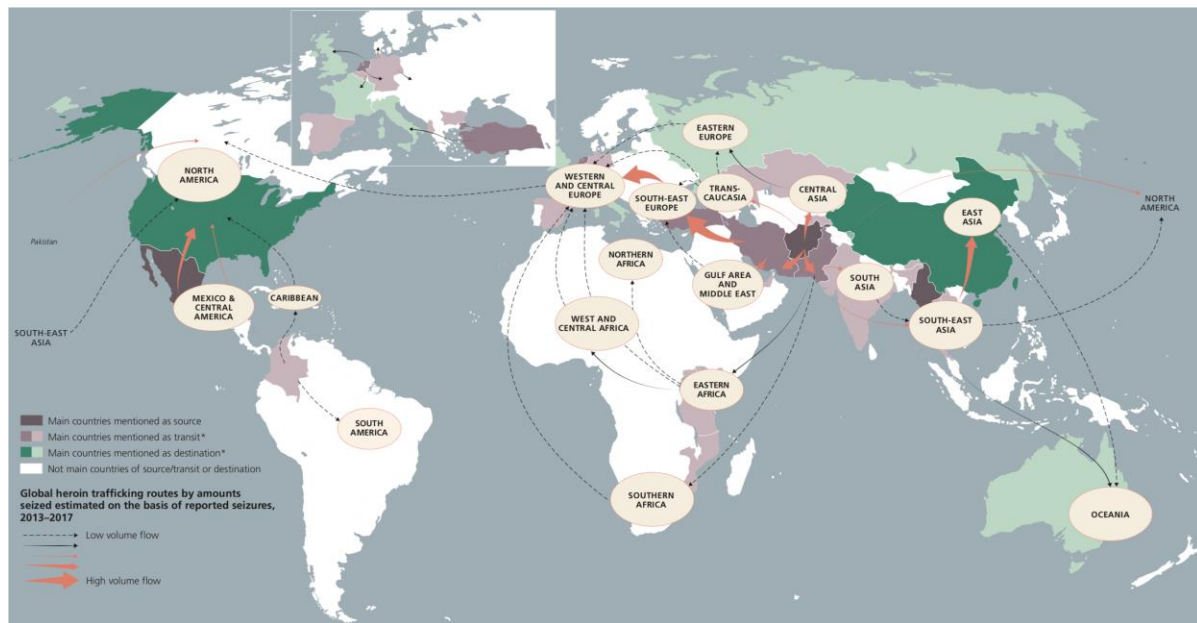 EASTERN
EUROPE
NORTH
AMERICA
WESTERN
AND CENTRAL
EUROPE
TRANS-
CAUCASIA
CENTRAL
ASIA
SOUTH-EAST
EUROPE
NORTH
AMERICA
EAST
ASIA
Pakistan
NORTHERN
AFRICA
GULF AREA
AND
MIDDLE EAST
SOUTH
ASIA
MEXICO &
CENTRAL
AMERICA
CARIBBEAN
SOUTH-EAST
ASIA
WEST AND
CENTRAL AFRICA
SOUTH-EAST
ASIA
EASTERN
AFRICA
SOUTH
AMERICA
SOUTHERN
AFRICA
OCEANIA
Main countries mentioned as source
Main countries mentioned as transit*
Main countries mentioned as destination*
Not main countries of source/transit or destination
Global heroin trafficking routes by amounts
seized estimated on the basis of reported seizures,
2013–2017
Low volume flow
High volume flow